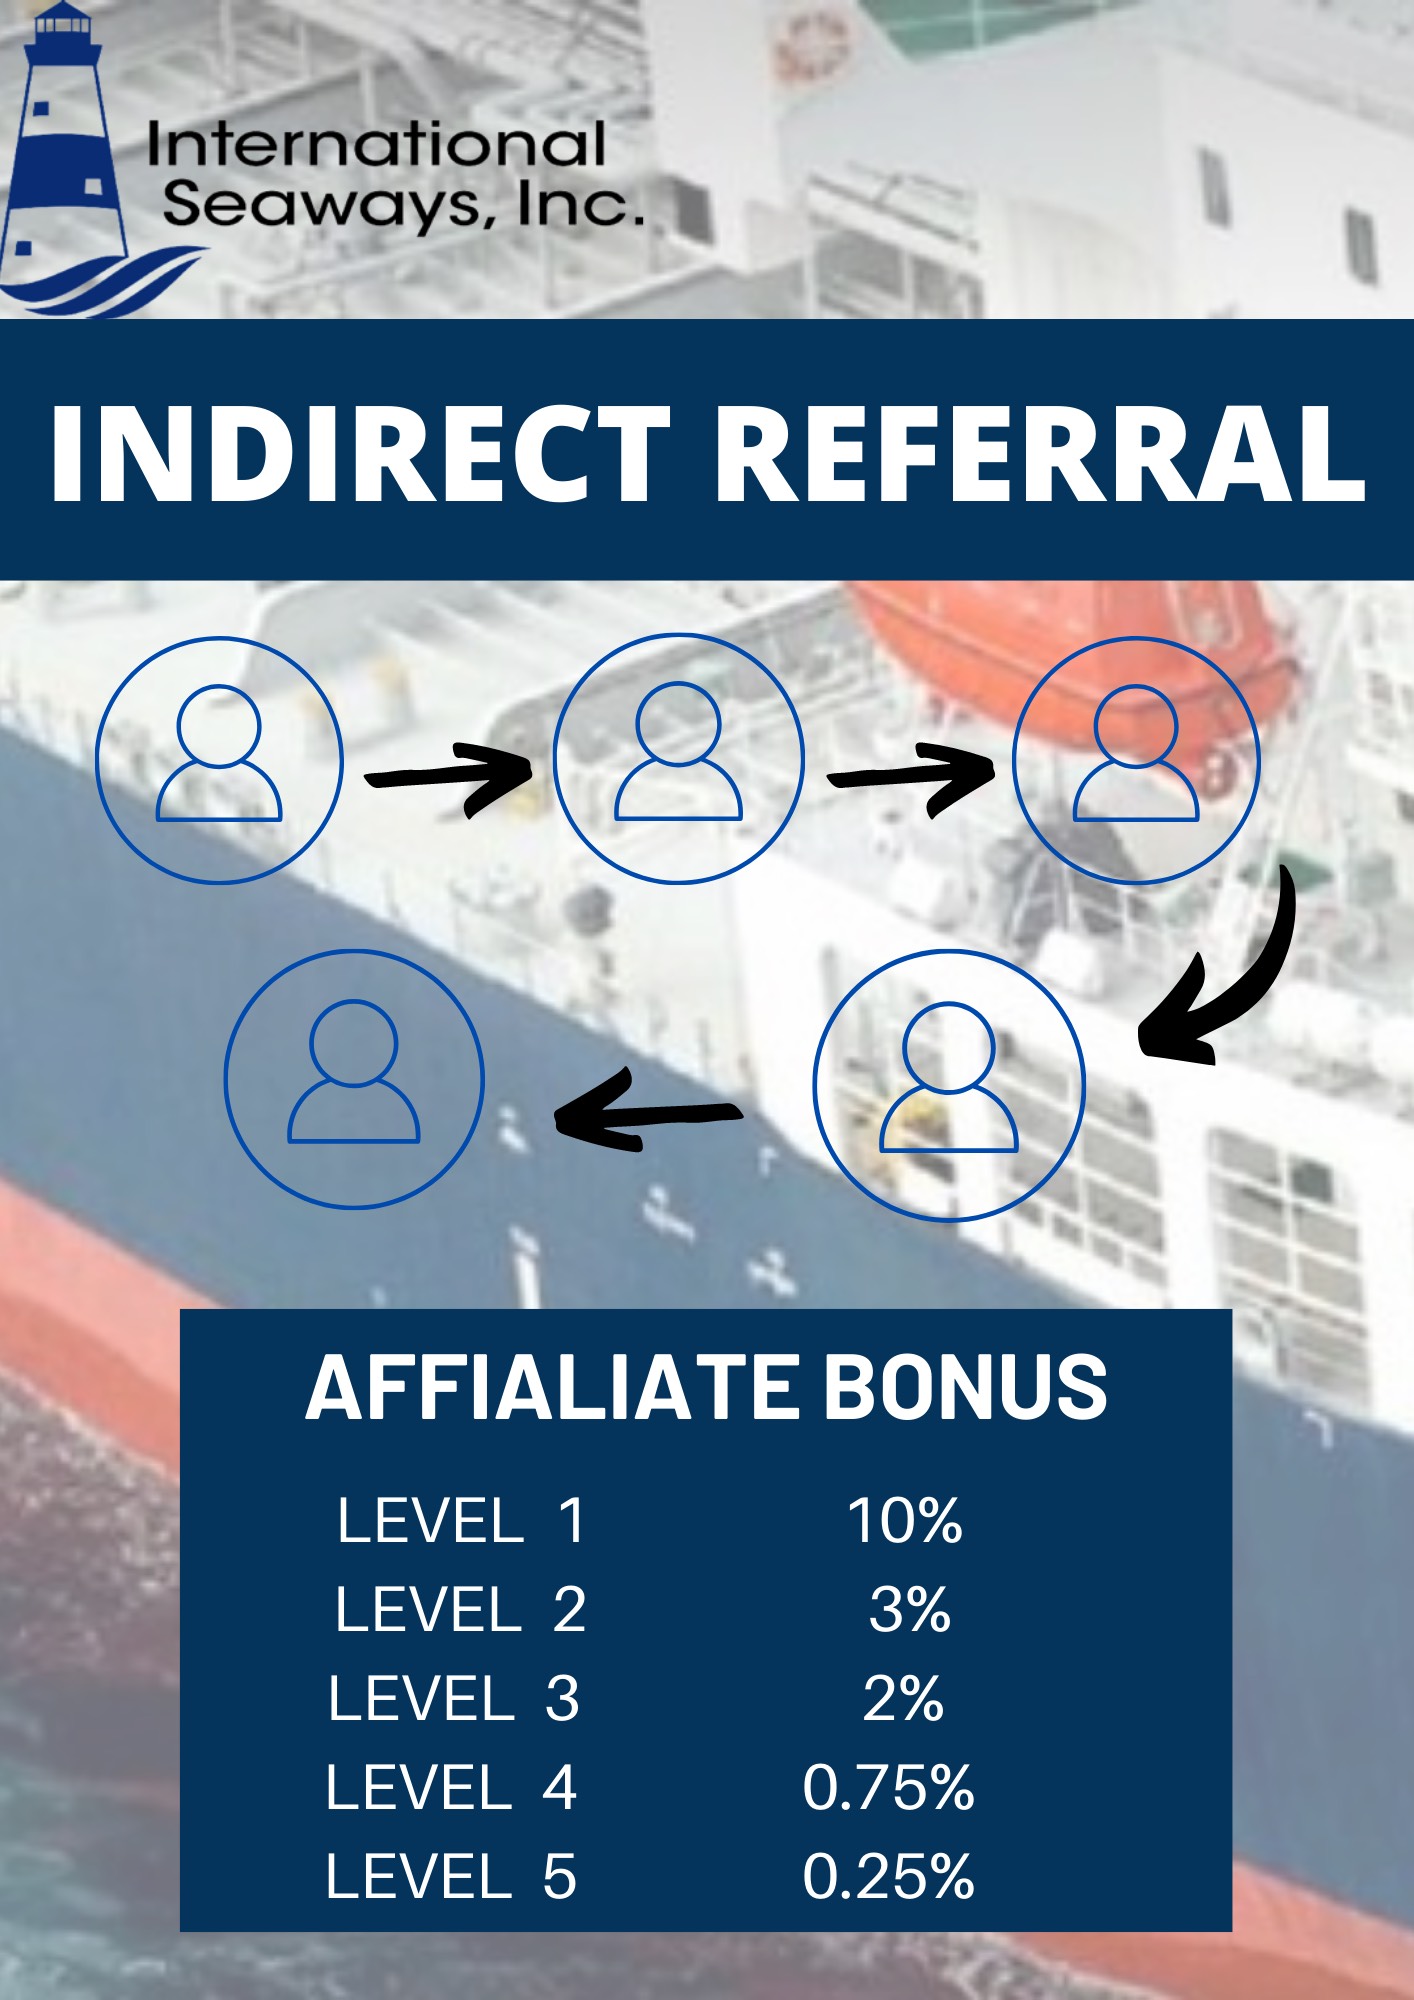 International
Seaways, Inc.
INDIRECT REFERRAL
AFFIALIATE BONUS
LEVEL 1 10%
LEVEL 2 3%
LEVEL 3 2%
LEVEL 4 0.75%
LEVEL 5 0.25%